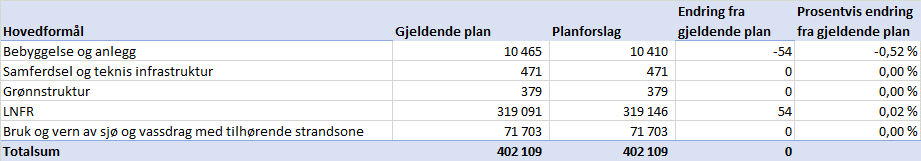 Endring fra Prosentvis endring
Hovedformål Gjeldende plan Planforslag gjeldende plan fra gjeldende plan
Bebyggelse og anlegg 10 465 10 410 -54 -0,52 %
Samferdsel og teknis infrastruktur 471 471 0 0,00 %
Grønnstruktur 379 379 0 0,00 %
LNFR 319 091 319 146 54 0,02 %
Bruk og vern av sjø og vassdrag med tilhørende strandsone 71 703 71 703 0 0,00 %
Totalsum 402 109 402 109 0